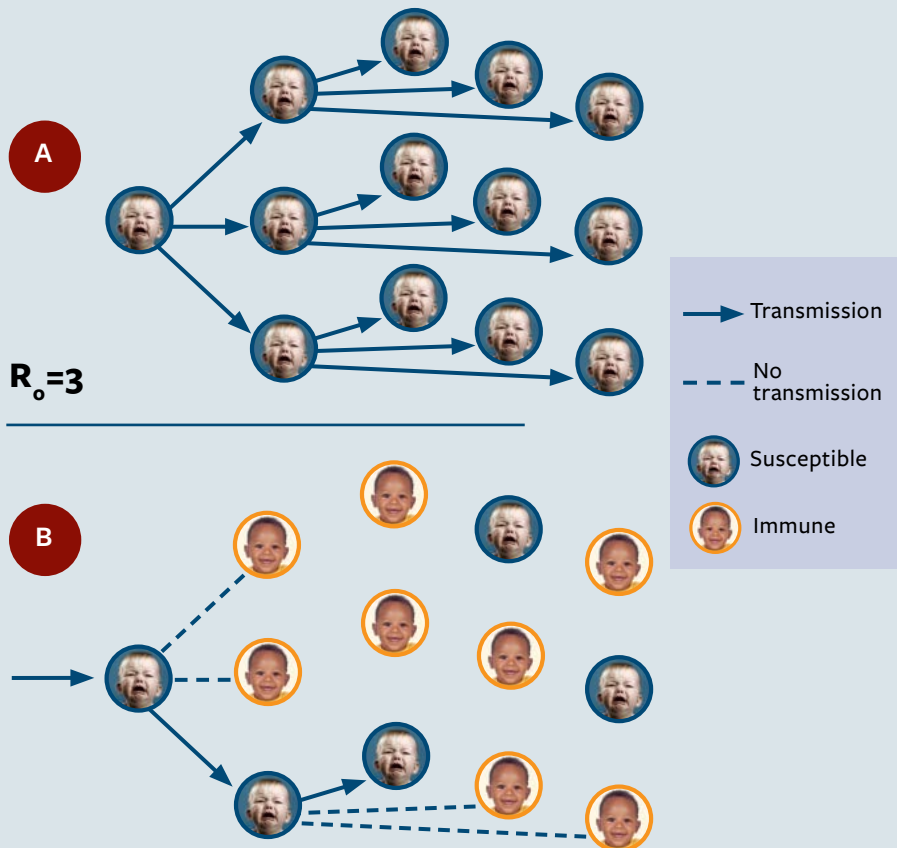 A
R₀=3
B
Transmission
No
transmission
Susceptible
Immune